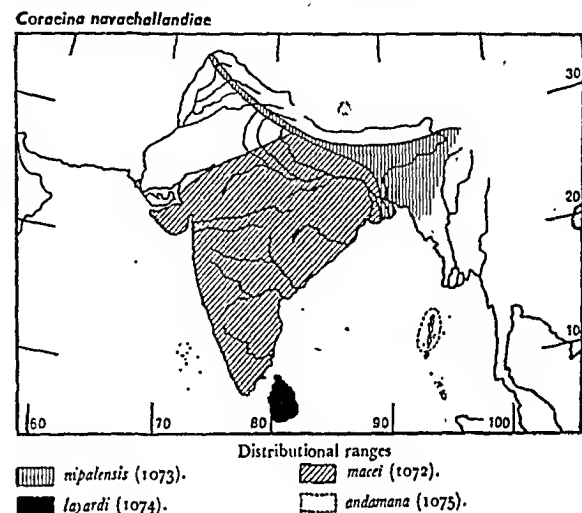 Coracina novaehollandiae
30
20
10
60 70 80 90 100
Distributional ranges
nipalensis (1073). macei (1072).
layardi (1074). andamana (1075).